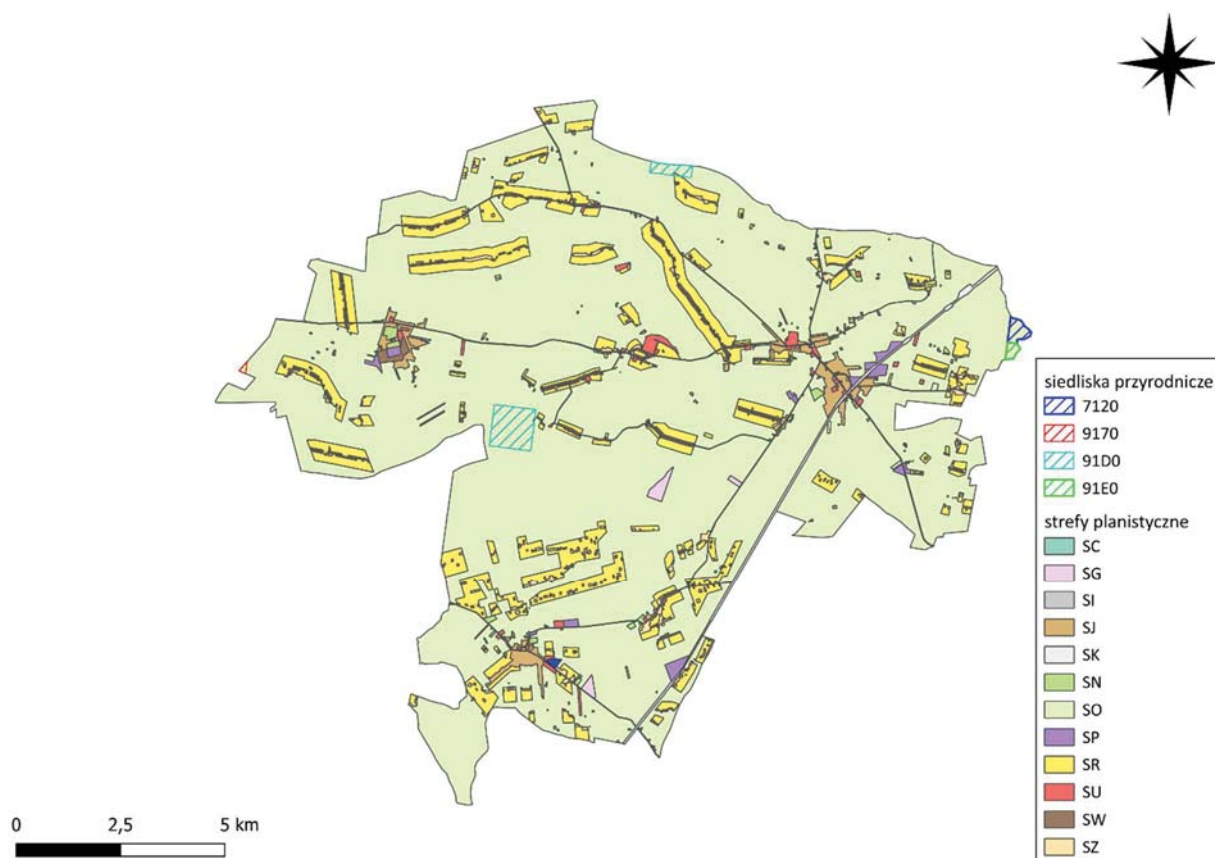 siedliska przyrodnicze
7120
9170
91D0
91E0
strefy planistyczne
SC
SG
SI
SJ
SK
SN
SO
SP
SR
SU
SW
SZ
0 2,5 5 km